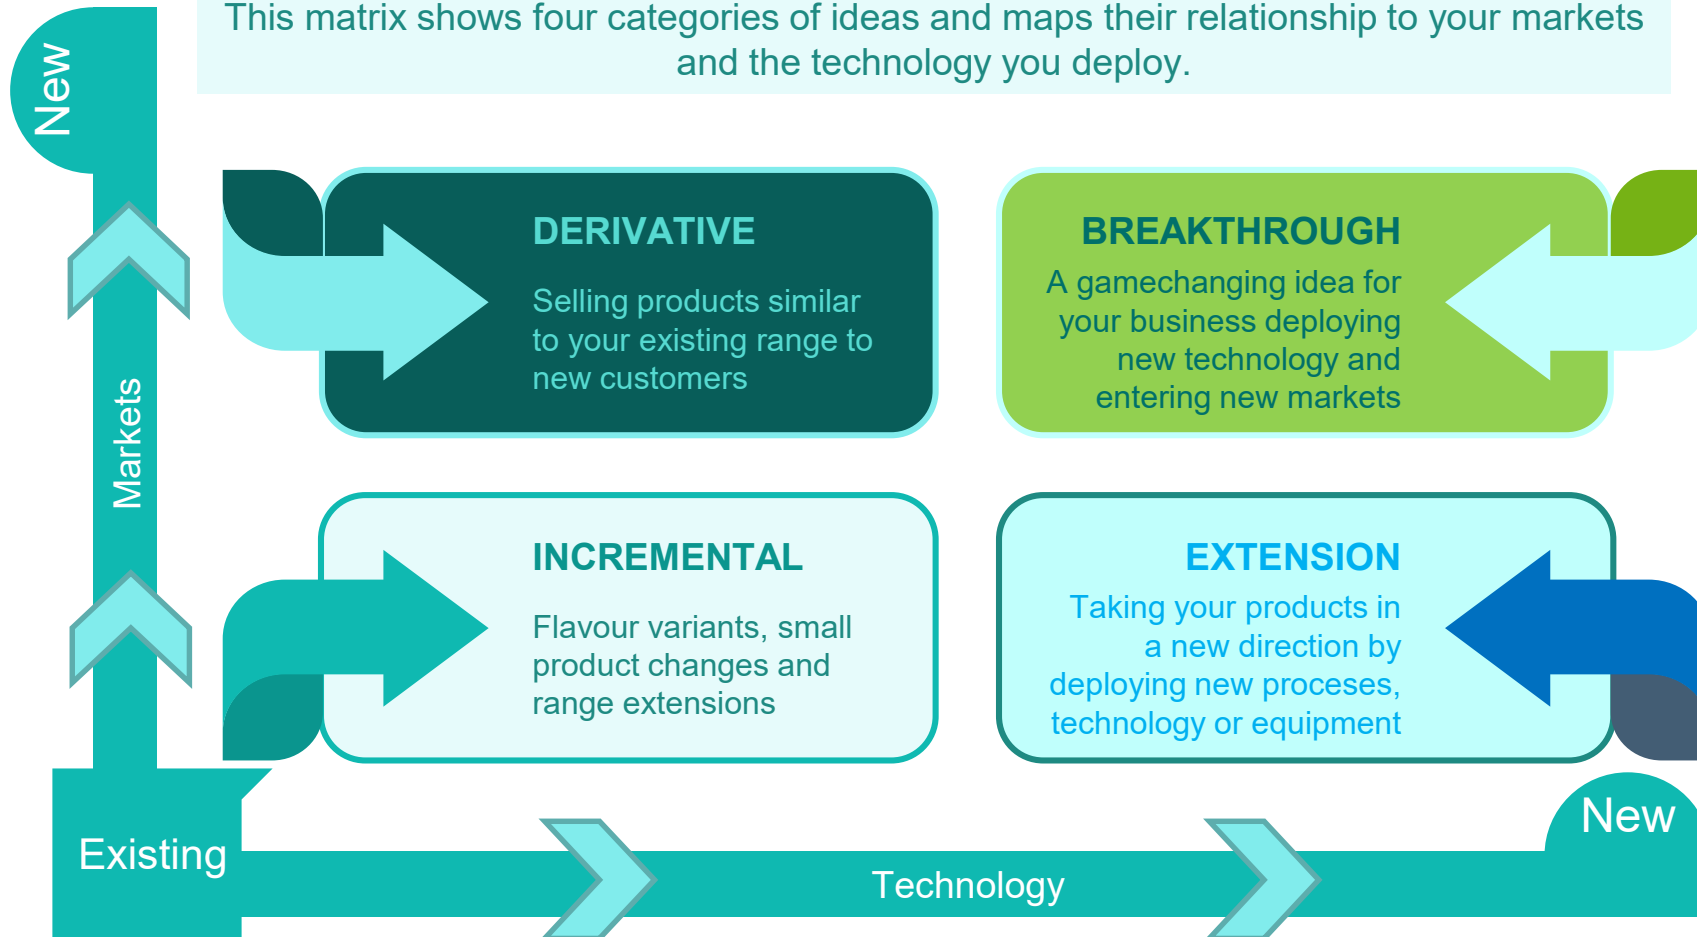 This matrix shows four categories of ideas and maps their relationship to your markets
and the technology you deploy.
New
Markets
DERIVATIVE
Selling products similar
to your existing range to
new customers
BREAKTHROUGH
A gamechanging idea for
your business deploying
new technology and
entering new markets
INCREMENTAL
Flavour variants, small
product changes and
range extensions
EXTENSION
Taking your products in
a new direction by
deploying new proceses,
technology or equipment
Existing
Technology
New